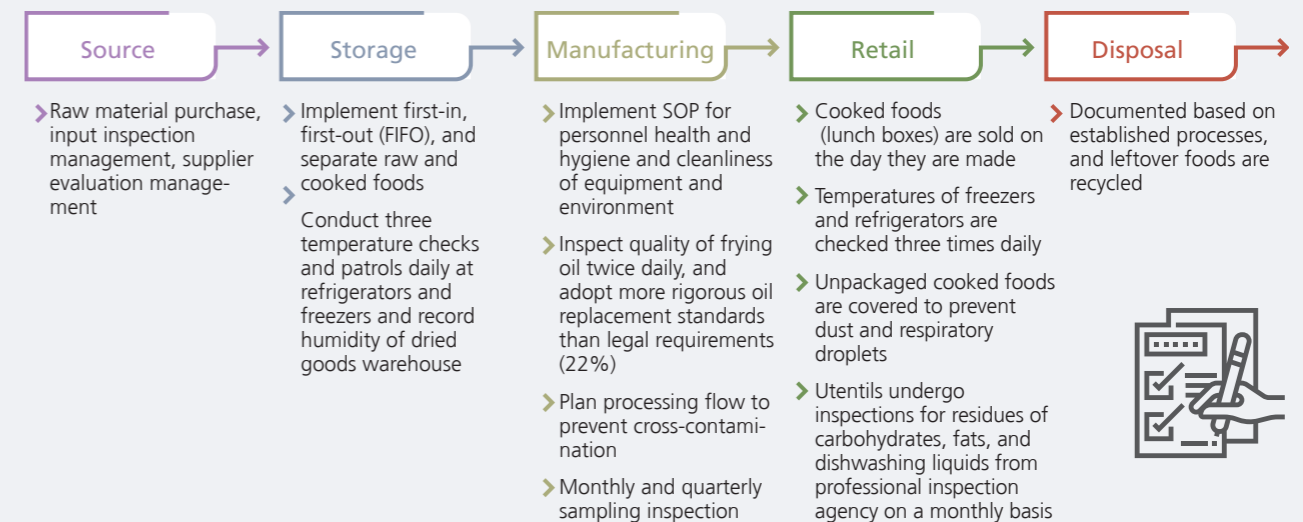 Source
Raw material purchase,
input inspection
management, supplier
evaluation manage-
ment
Storage
Implement first-in,
first-out (FIFO), and
separate raw and
cooked foods
Conduct three
temperature checks
and patrols daily at
refrigerators and
freezers and record
humidity of dried
goods warehouse
Manufacturing
Implement SOP for
personnel health and
hygiene and cleanliness
of equipment and
environment
Inspect quality of frying
oil twice daily, and
adopt more rigorous oil
replacement standards
than legal requirements
(22%)
Plan processing flow to
prevent cross-contami-
nation
Monthly and quarterly
sampling inspection
Retail
Cooked foods
(lunch boxes) are sold on
the day they are made
Temperatures of freezers
and refrigerators are
checked three times daily
Unpackaged cooked foods
are covered to prevent
dust and respiratory
droplets
Utentils undergo
inspections for residues of
carbohydrates, fats, and
dishwashing liquids from
professional inspection
agency on a monthly basis
Disposal
Documented based on
established processes,
and leftover foods are
recycled